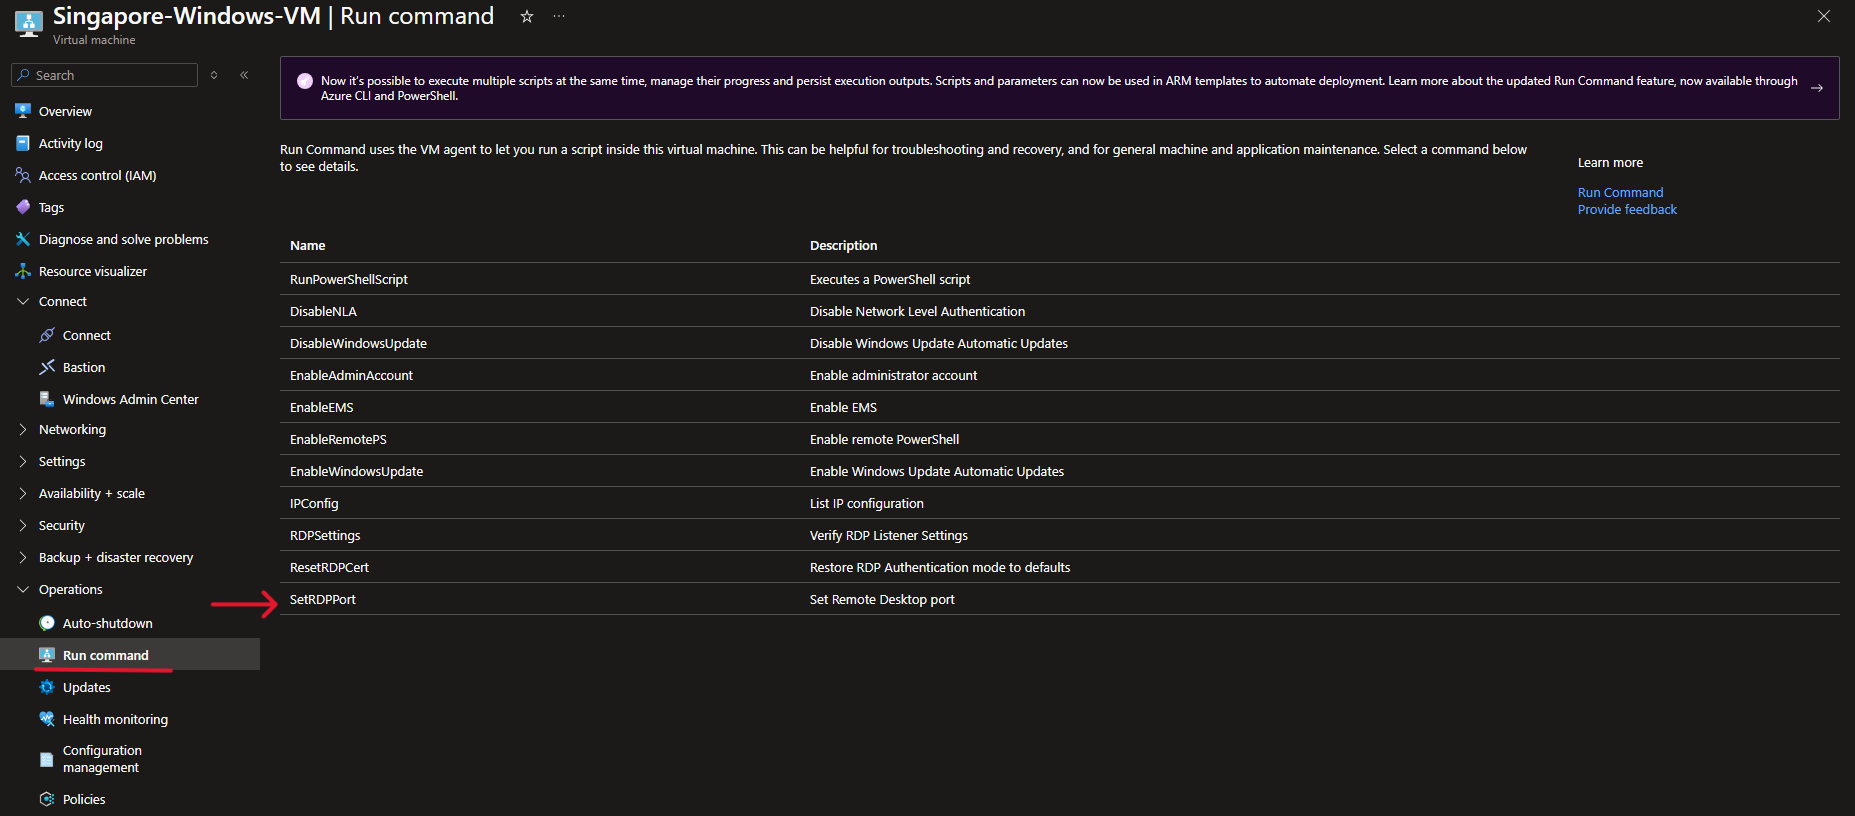 Singapore-Windows-VM | Run command
Virtual machine
Search
Overview
Activity log
Access control (IAM)
Tags
Diagnose and solve problems
Resource visualizer
Connect
Connect
Bastion
Windows Admin Center
Networking
Settings
Availability + scale
Security
Backup + disaster recovery
Operations
Auto-shutdown
Run command
Updates
Health monitoring
Configuration
management
Policies
Now it's possible to execute multiple scripts at the same time, manage their progress and persist execution outputs. Scripts and parameters can now be used in ARM templates to automate deployment. Learn more about the updated Run Command feature, now available through
Azure CLI and PowerShell.
Run Command uses the VM agent to let you run a script inside this virtual machine. This can be helpful for troubleshooting and recovery, and for general machine and application maintenance. Select a command below
to see details.
Learn more
Run Command
Provide feedback
Name Description
RunPowerShellScript Executes a PowerShell script
DisableNLA Disable Network Level Authentication
DisableWindowsUpdate Disable Windows Update Automatic Updates
EnableAdminAccount Enable administrator account
EnableEMS Enable EMS
EnableRemotePS Enable remote PowerShell
EnableWindowsUpdate Enable Windows Update Automatic Updates
IPConfig List IP configuration
RDPSettings Verify RDP Listener Settings
ResetRDPCert Restore RDP Authentication mode to defaults
SetRDPPort Set Remote Desktop port